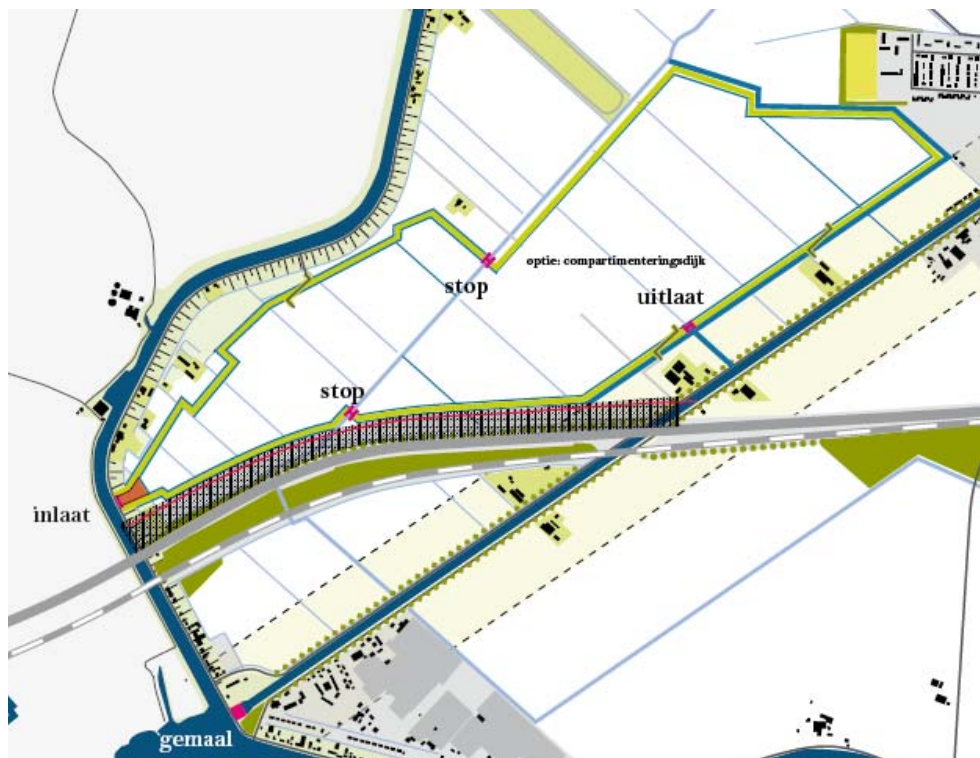 optie: compartimenteringsdijk
stop
uitlaat
stop
inlaat
gemaal